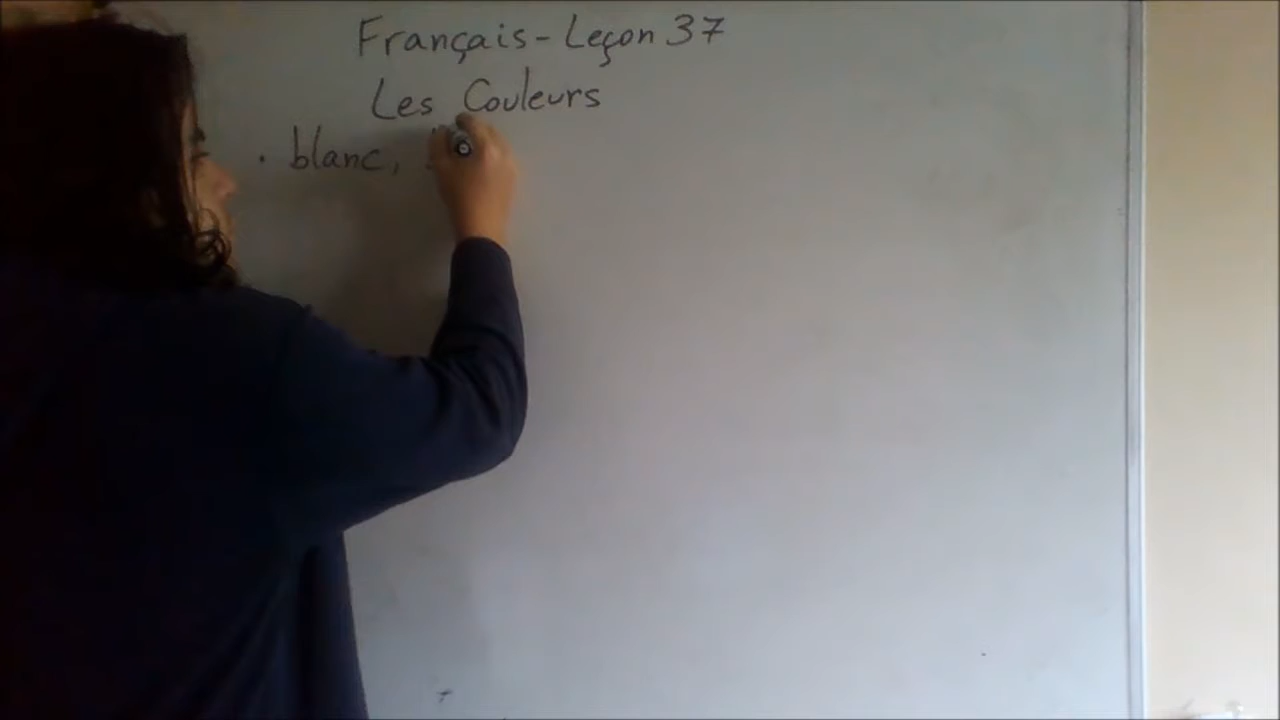 Français - Leçon 37
Les Couleurs
• blanc,